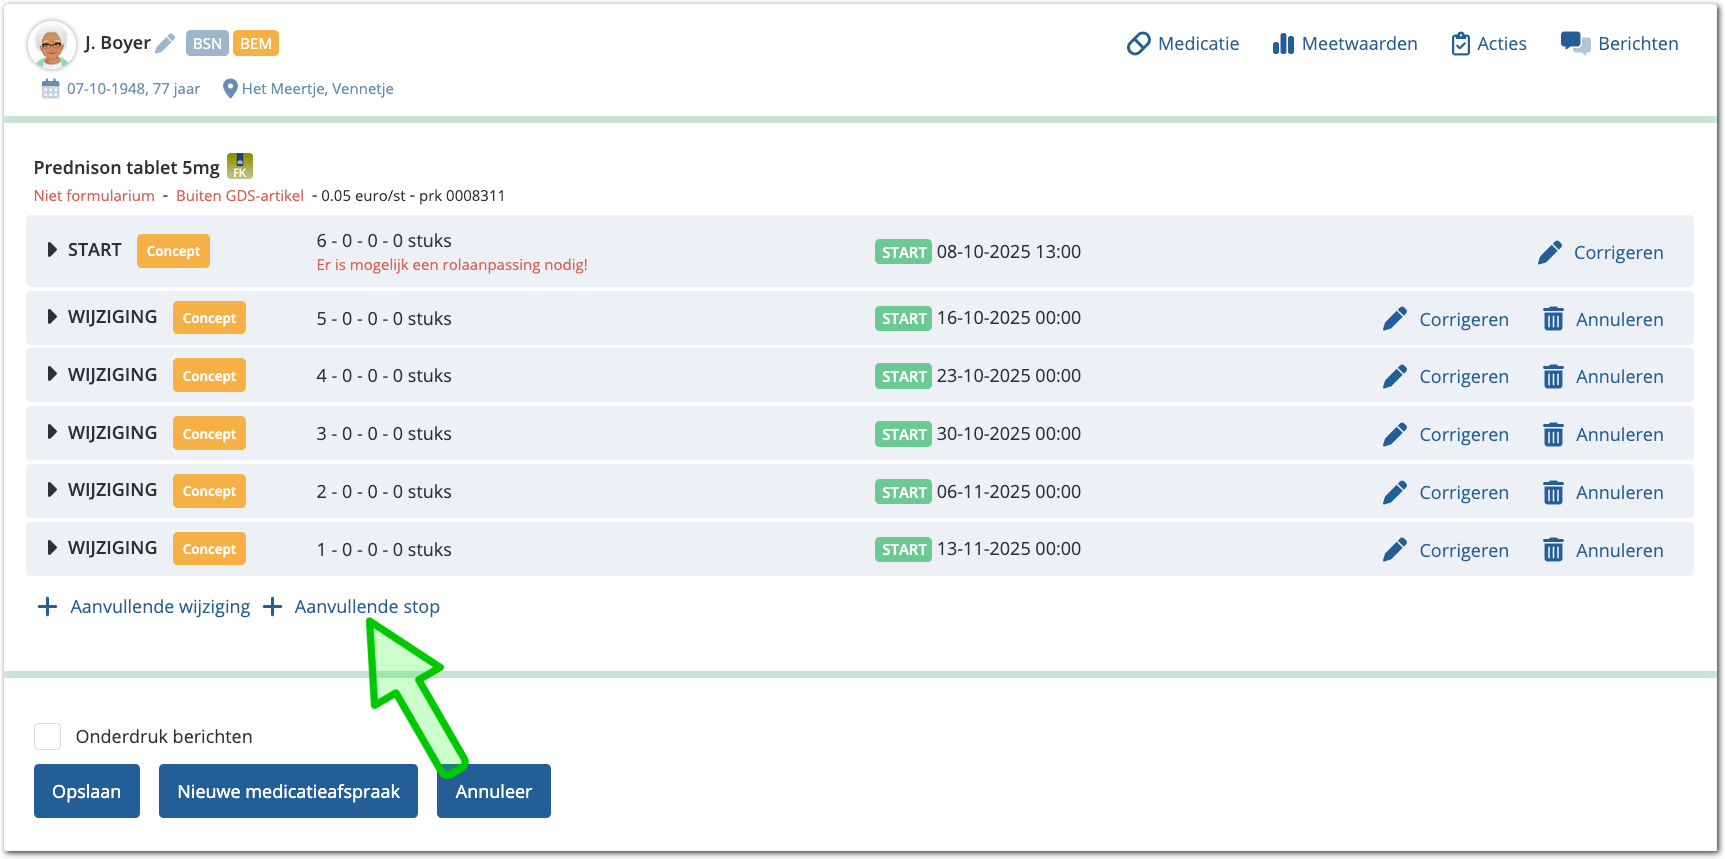 J. Boyer BSN BEM Medicatie Meetwaarden Acties Berichten
07-10-1948, 77 jaar Het Meertje, Vennetje
Prednison tablet 5mg FK
Niet formularium - Buiten GDS-artikel - 0.05 euro/st - prk 0008311
START Concept 6 - 0 - 0 - 0 stuks START 08-10-2025 13:00 Corrigeren
Er is mogelijk een rolaanpassing nodig!
WIJZIGING Concept 5 - 0 - 0 - 0 stuks START 16-10-2025 00:00 Corrigeren Annuleren
WIJZIGING Concept 4 - 0 - 0 - 0 stuks START 23-10-2025 00:00 Corrigeren Annuleren
WIJZIGING Concept 3 - 0 - 0 - 0 stuks START 30-10-2025 00:00 Corrigeren Annuleren
WIJZIGING Concept 2 - 0 - 0 - 0 stuks START 06-11-2025 00:00 Corrigeren Annuleren
WIJZIGING Concept 1 - 0 - 0 - 0 stuks START 13-11-2025 00:00 Corrigeren Annuleren
Aanvullende wijziging Aanvullende stop
Onderdruk berichten
Opslaan Nieuwe medicatieafspraak Annuleer